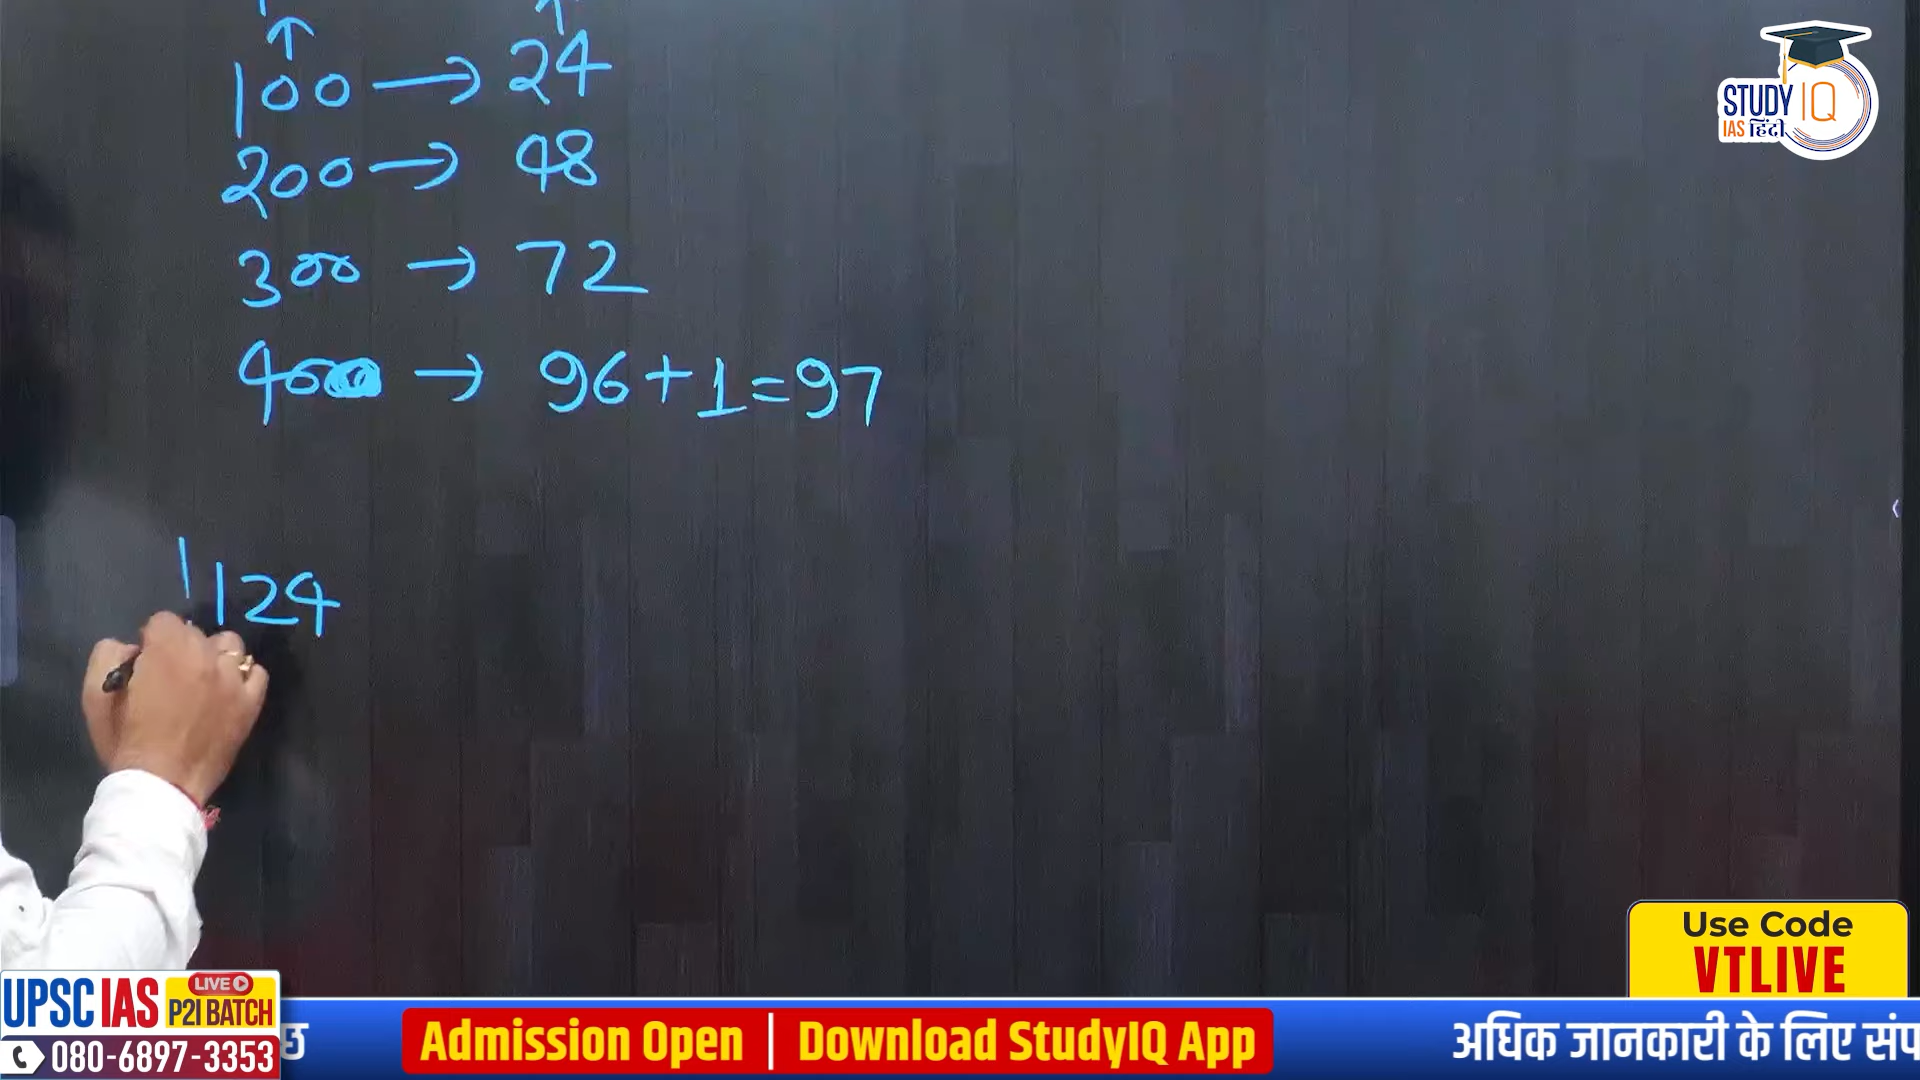 ↑ ↑
100 → 24
200 → 48
300 → 72
400 → 96+1=97
124
STUDY IQ
IAS हिंदी
Use Code
VTLIVE
UPSC IAS LIVE P2I BATCH
080-6897-3353
Admission Open | Download StudyIQ App
अधिक जानकारी के लिए